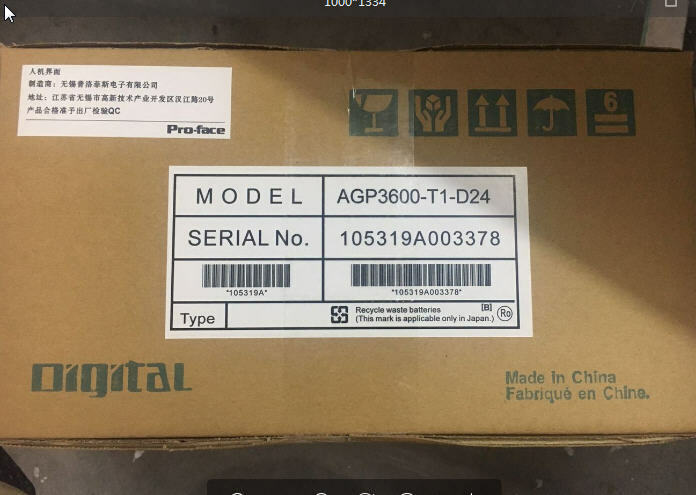 1000*1334
人机界面
制造商：无锡普洛菲斯电子有限公司
地址：江苏省无锡市高新技术产业开发区汉江路20号
产品合格准予出厂检验QC
Pro-face
6
MODEL AGP3600-T1-D24
SERIAL No. 105319A003378
*105319A* *105319A003378*
Type Recycle waste batteries [B] Ro
(This mark is applicable only in Japan.)
Digital
Made in China
Fabriqué en Chine.